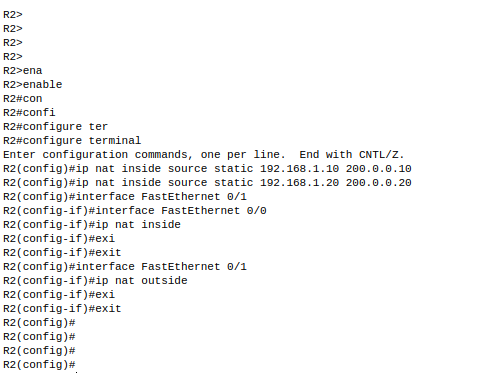 R2>
R2>
R2>
R2>
R2>ena
R2>enable
R2#con
R2#confi
R2#configure ter
R2#configure terminal
Enter configuration commands, one per line.  End with CNTL/Z.
R2(config)#ip nat inside source static 192.168.1.10 200.0.0.10
R2(config)#ip nat inside source static 192.168.1.20 200.0.0.20
R2(config)#interface FastEthernet 0/1
R2(config-if)#interface FastEthernet 0/0
R2(config-if)#ip nat inside
R2(config-if)#exi
R2(config-if)#exit
R2(config)#interface FastEthernet 0/1
R2(config-if)#ip nat outside
R2(config-if)#exi
R2(config-if)#exit
R2(config)#
R2(config)#
R2(config)#
R2(config)#